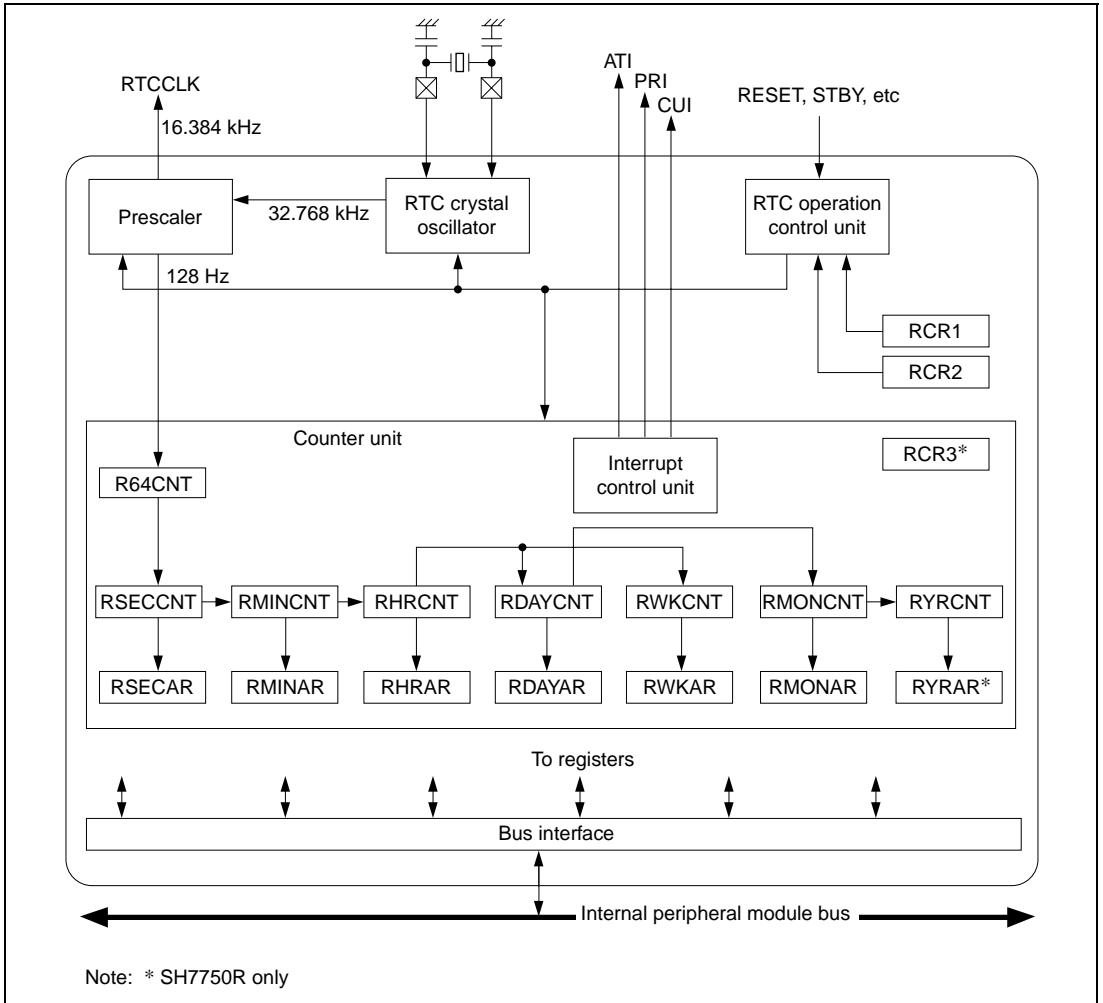 ATI
PRI
CUI
RTCCLK
RESET, STBY, etc
16.384 kHz
Prescaler
32.768 kHz
RTC crystal
oscillator
RTC operation
control unit
128 Hz
RCR1
RCR2
Counter unit
RCR3*
Interrupt
control unit
R64CNT
RSECCNT
RMINCNT
RHRCNT
RDAYCNT
RWKCNT
RMONCNT
RYRCNT
RSECAR
RMINAR
RHRAR
RDAYAR
RWKAR
RMONAR
RYRAR*
To registers
Bus interface
Internal peripheral module bus
Note: * SH7750R only